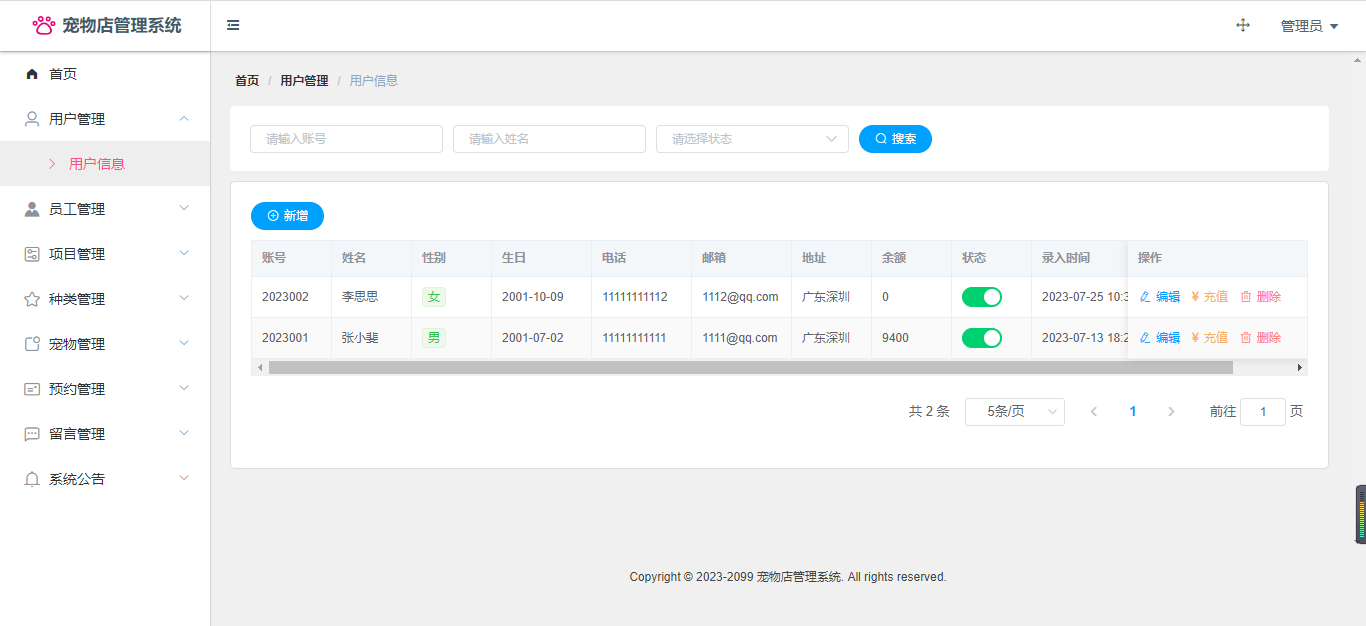 宠物店管理系统
管理员
首页
用户管理
用户信息
员工管理
项目管理
种类管理
宠物管理
预约管理
留言管理
系统公告
首页 / 用户管理 / 用户信息
请输入账号 请输入姓名 请选择状态 搜索
新增
账号 姓名 性别 生日 电话 邮箱 地址 余额 状态 录入时间 操作
2023002 李思思 女 2001-10-09 11111111112 1112@qq.com 广东深圳 0 2023-07-25 10:3 编辑 ¥ 充值 删除
2023001 张小斐 男 2001-07-02 11111111111 1111@qq.com 广东深圳 9400 2023-07-13 18:2 编辑 ¥ 充值 删除
共 2 条 5条/页 1 前往 1 页
Copyright © 2023-2099 宠物店管理系统. All rights reserved.